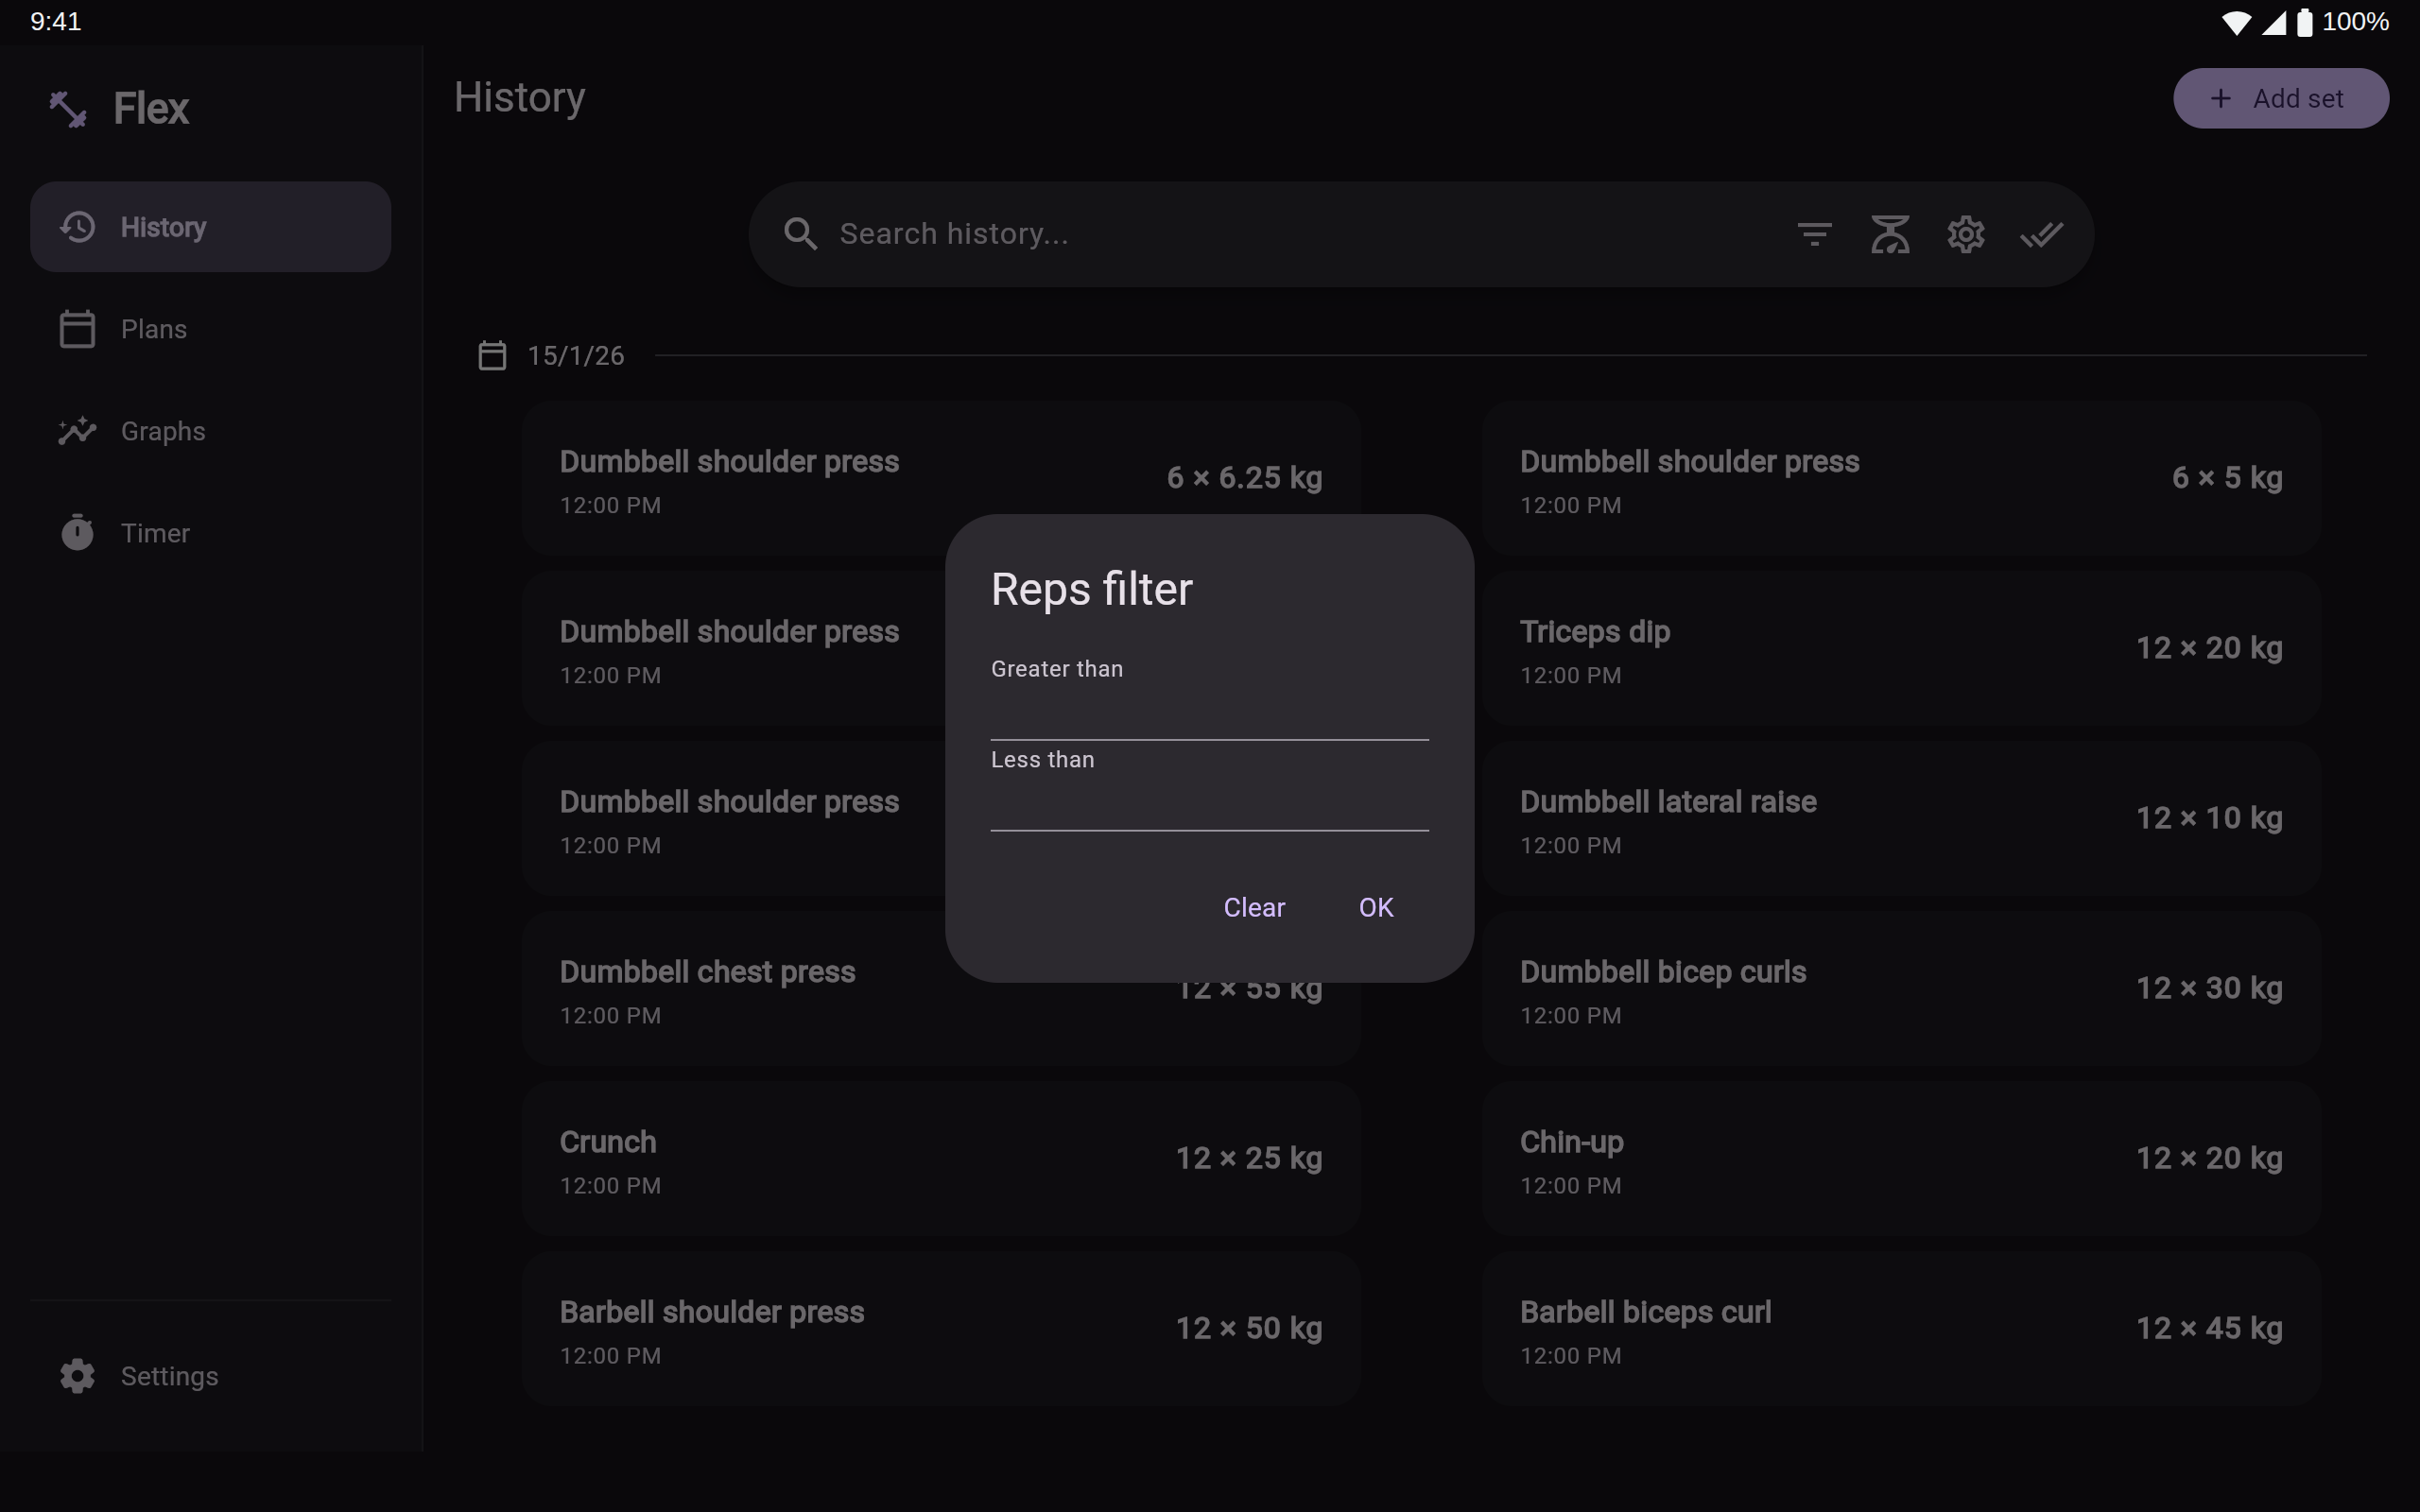 9:41
100%
Flex
History
Plans
Graphs
Timer
Settings
History
Add set
Search history...
15/1/26
Dumbbell shoulder press
12:00 PM
6 × 6.25 kg
Dumbbell shoulder press
12:00 PM
6 × 5 kg
Dumbbell shoulder press
12:00 PM
Triceps dip
12:00 PM
12 × 20 kg
Dumbbell shoulder press
12:00 PM
Dumbbell lateral raise
12:00 PM
12 × 10 kg
Dumbbell chest press
12:00 PM
12 × 55 kg
Dumbbell bicep curls
12:00 PM
12 × 30 kg
Crunch
12:00 PM
12 × 25 kg
Chin-up
12:00 PM
12 × 20 kg
Barbell shoulder press
12:00 PM
12 × 50 kg
Barbell biceps curl
12:00 PM
12 × 45 kg
Reps filter
Greater than
Less than
Clear
OK